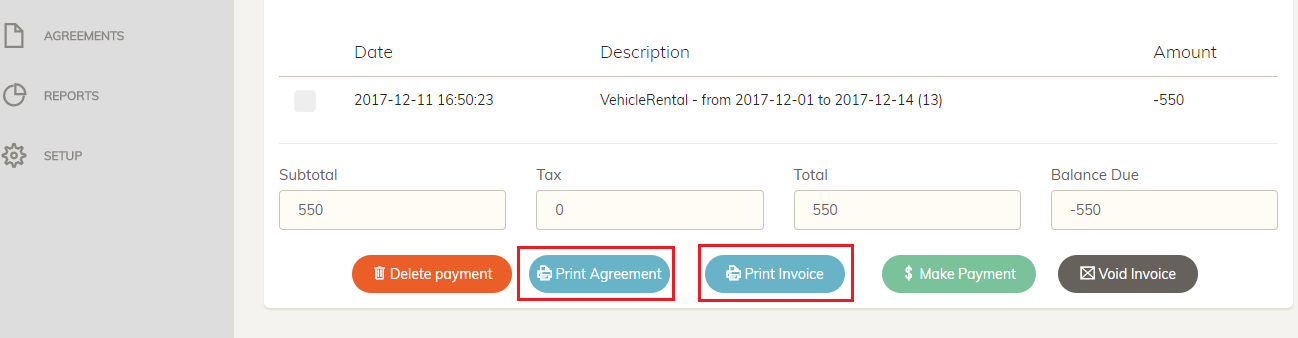 AGREEMENTS
REPORTS
SETUP
Date Description Amount
2017-12-11 16:50:23 VehicleRental - from 2017-12-01 to 2017-12-14 (13) -550
Subtotal Tax Total Balance Due
550 0 550 -550
Delete payment Print Agreement Print Invoice $ Make Payment Void Invoice